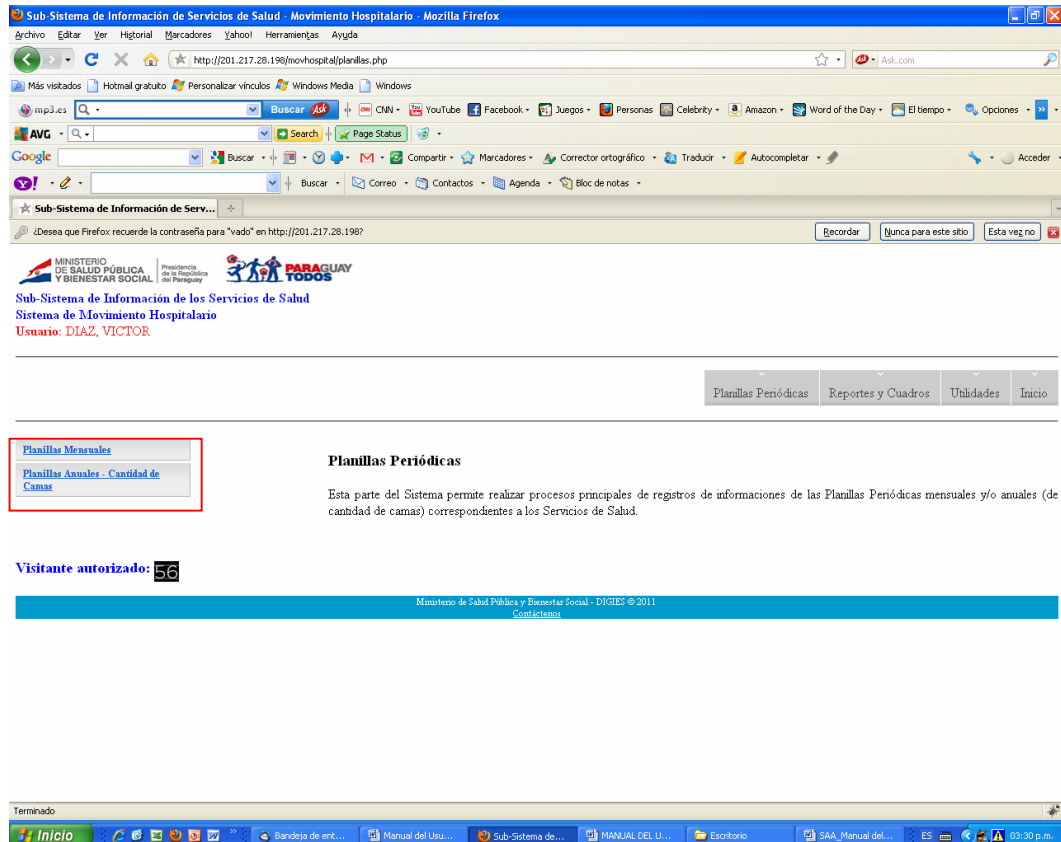 Sub-Sistema de Información de Servicios de Salud - Movimiento Hospitalario - Mozilla Firefox
Archivo Editar Ver Historial Marcadores Yahoo! Herramientas Ayuda
http://201.217.28.198/movhospital/planillas.php
Ask.com
Más visitados Hotmail gratuito Personalizar vínculos Windows Media Windows
mp3.es Buscar Ask CNN YouTube Facebook Juegos Personas Celebrity Amazon Word of the Day El tiempo Opciones
AVG Search Page Status
Google Buscar Compartir Marcadores Corrector ortográfico Traducir Autocompletar Acceder
Y! Buscar Correo Contactos Agenda Bloc de notas
Sub-Sistema de Información de Serv...
¿Desea que Firefox recuerde la contraseña para "vado" en http://201.217.28.198? Recordar Nunca para este sitio Esta vez no
MINISTERIO
DE SALUD PÚBLICA
Y BIENESTAR SOCIAL
Presidencia
de la República
del Paraguay
PARAGUAY
TODOS
Sub-Sistema de Información de los Servicios de Salud
Sistema de Movimiento Hospitalario
Usuario: DIAZ, VICTOR
Planillas Periódicas Reportes y Cuadros Utilidades Inicio
Planillas Mensuales
Planillas Anuales - Cantidad de
Camas
Planillas Periódicas
Esta parte del Sistema permite realizar procesos principales de registros de informaciones de las Planillas Periódicas mensuales y/o anuales (de
cantidad de camas) correspondientes a los Servicios de Salud.
Visitante autorizado: 56
Ministerio de Salud Pública y Bienestar Social - DIGIES © 2011
Contáctenos
Terminado
Inicio Bandeja de ent... Manual del Usu... Sub-Sistema de... MANUAL DEL U... Escritorio SAA_Manual del... ES 03:30 p.m.